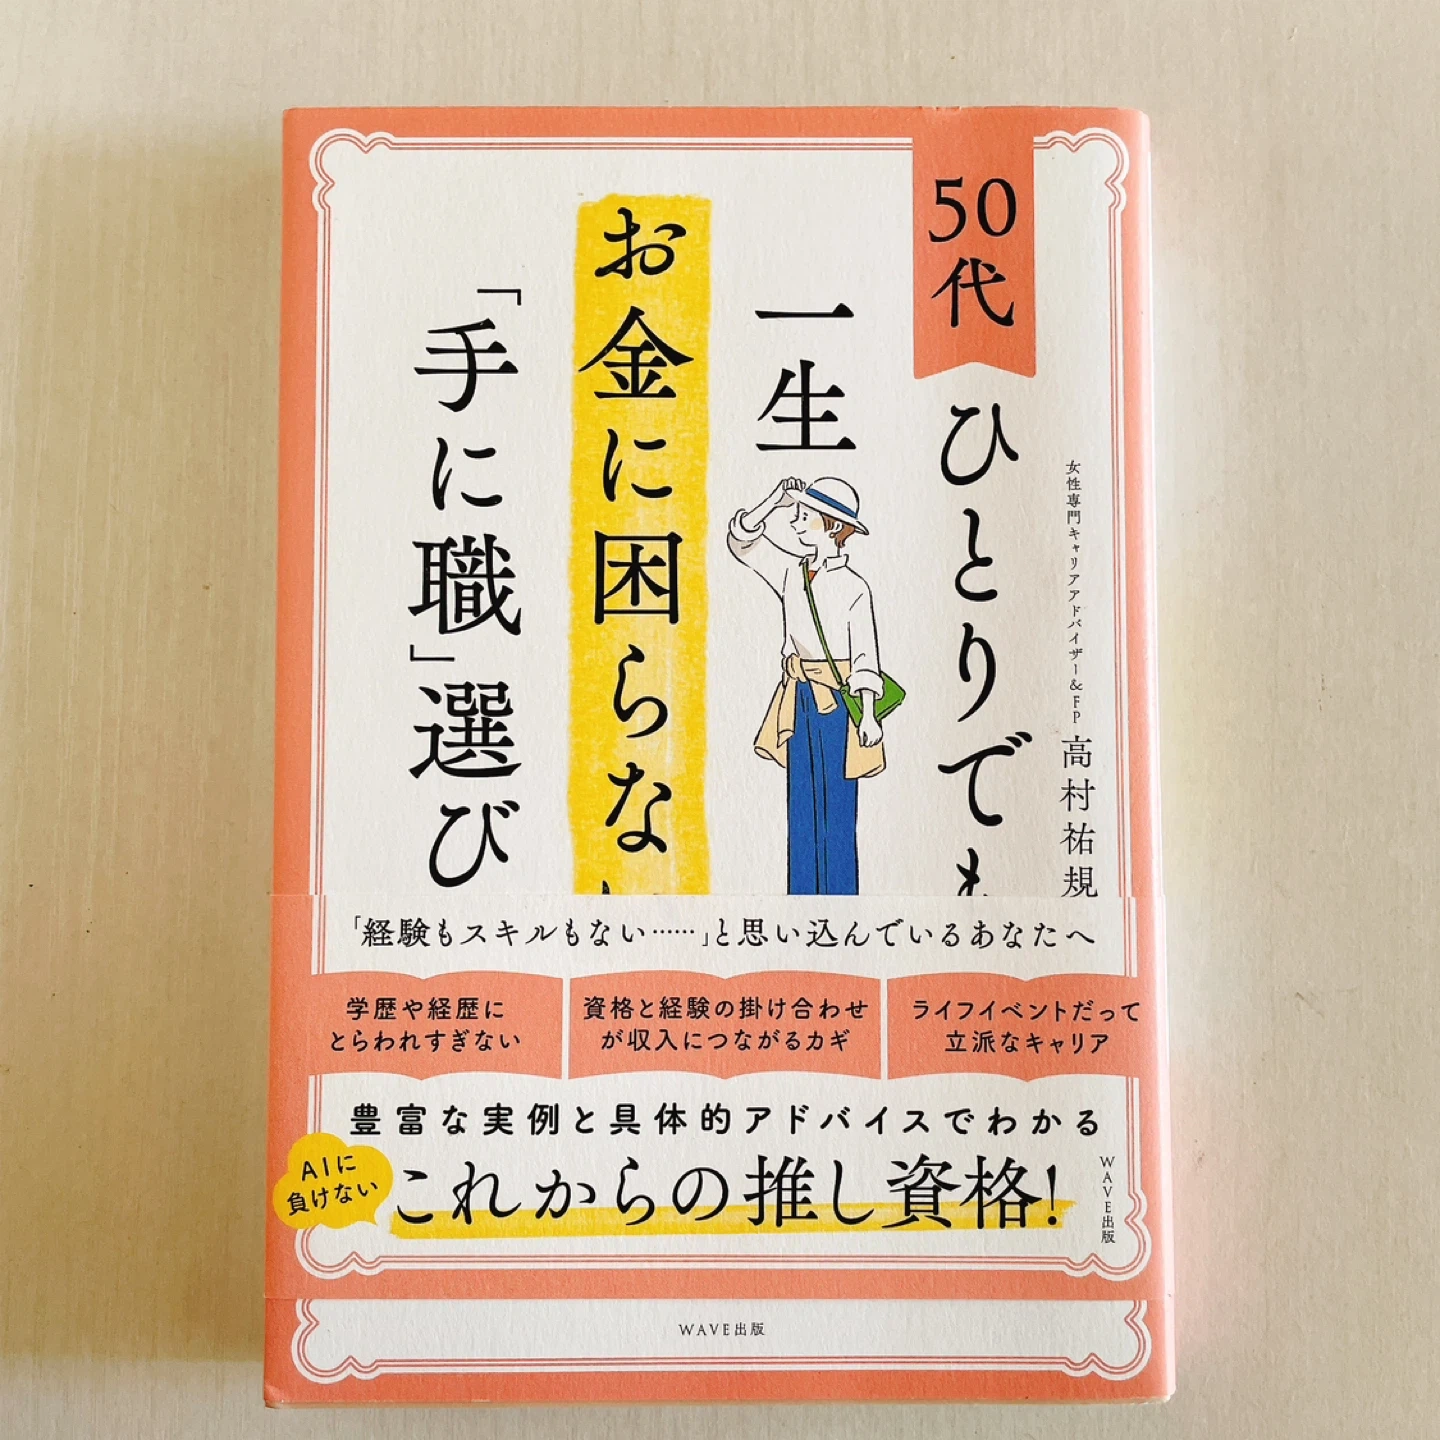 50代
ひとりでも
一生
お金に困らない
「手に職」選び
女性専門キャリアアドバイザー&FP 高村祐規
「経験もスキルもない……」と思い込んでいるあなたへ
学歴や経歴に
とらわれすぎない
資格と経験の掛け合わせ
が収入につながるカギ
ライフイベントだって
立派なキャリア
豊富な実例と具体的アドバイスでわかる
AIに
負けない
これからの推し資格!
WAVE出版
WAVE出版